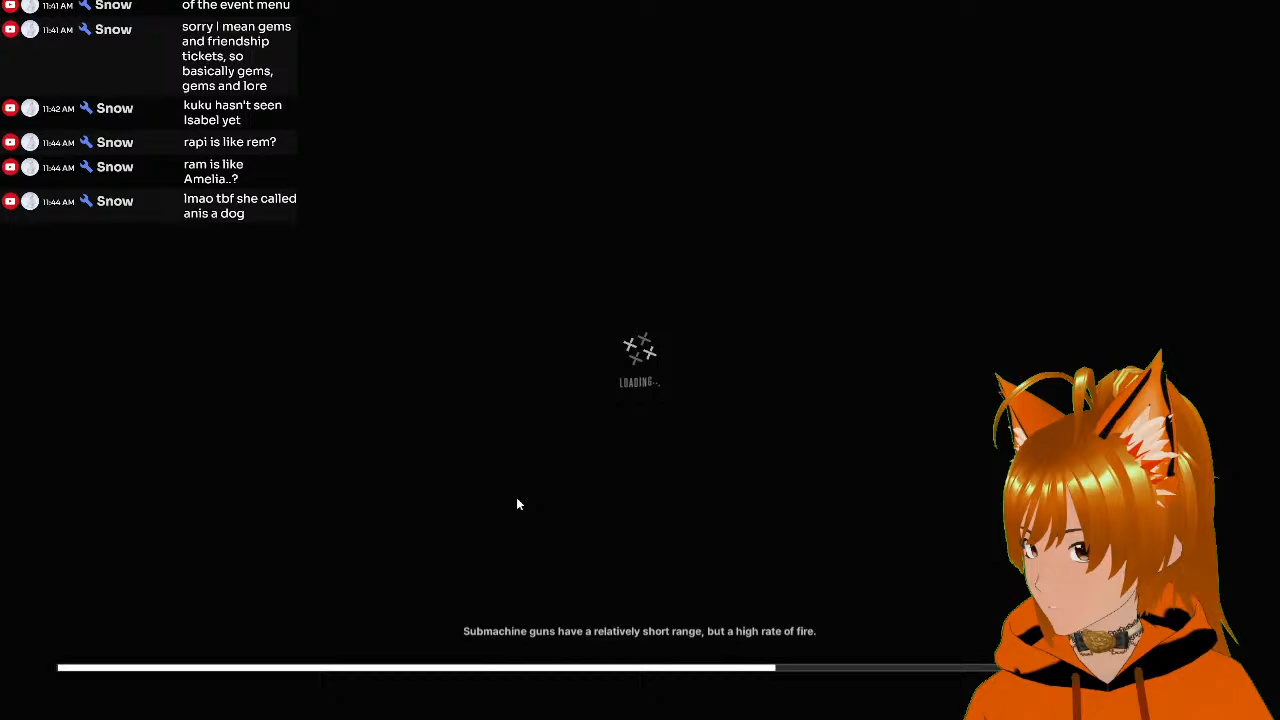 11:41 AM Snow of the event menu
11:41 AM Snow sorry I mean gems
and friendship
tickets, so
basically gems,
gems and lore
11:42 AM Snow kuku hasn't seen
Isabel yet
11:44 AM Snow rapi is like rem?
11:44 AM Snow ram is like
Amelia..?
11:44 AM Snow lmao tbf she called
anis a dog
LOADING...
Submachine guns have a relatively short range, but a high rate of fire.